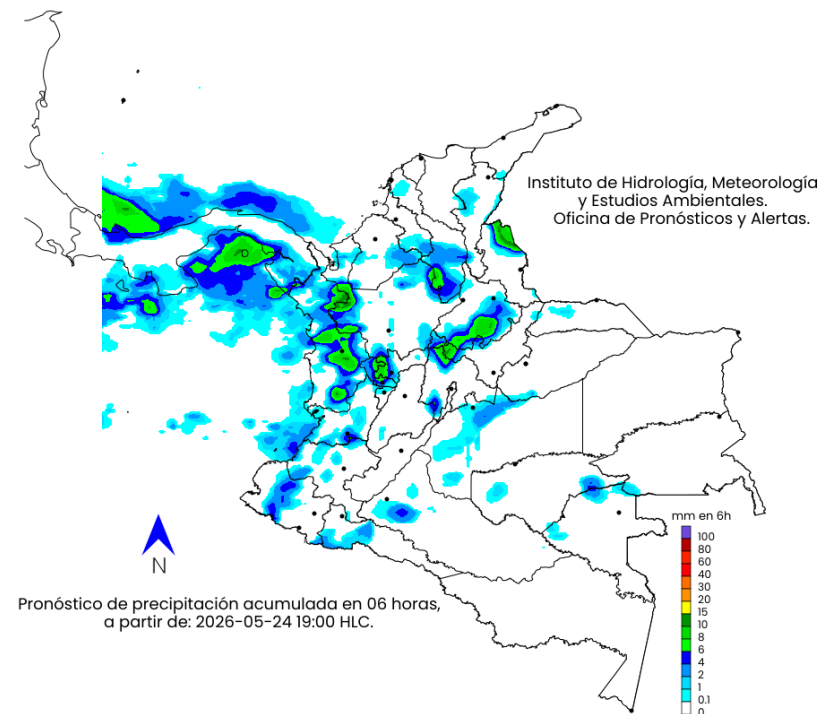 Instituto de Hidrología, Meteorología
y Estudios Ambientales.
Oficina de Pronósticos y Alertas.
mm en 6h
100
80
60
40
30
20
15
10
8
6
4
2
1
0.1
0
N
Pronóstico de precipitación acumulada en 06 horas,
a partir de: 2026-05-24 19:00 HLC.